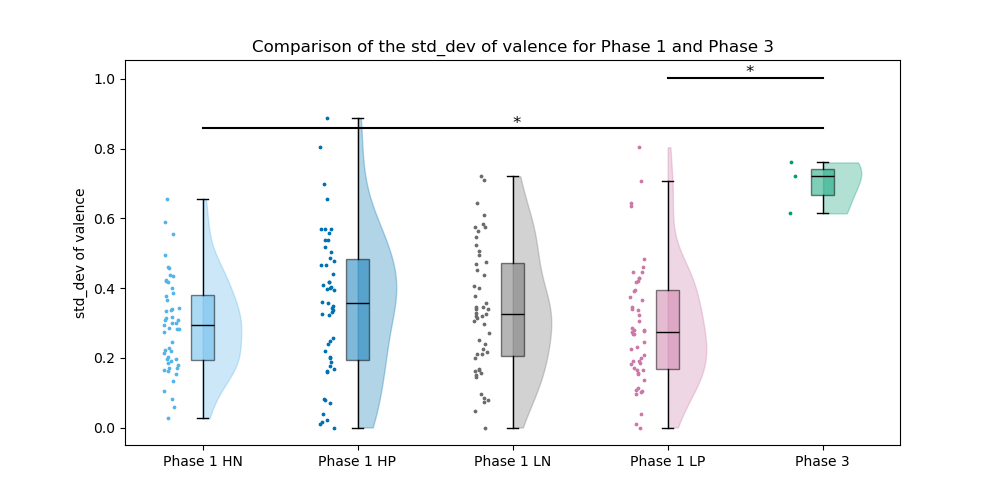 Comparison of the std_dev of valence for Phase 1 and Phase 3
1.0
0.8
0.6
0.4
0.2
0.0
std_dev of valence
*
*
Phase 1 HN
Phase 1 HP
Phase 1 LN
Phase 1 LP
Phase 3